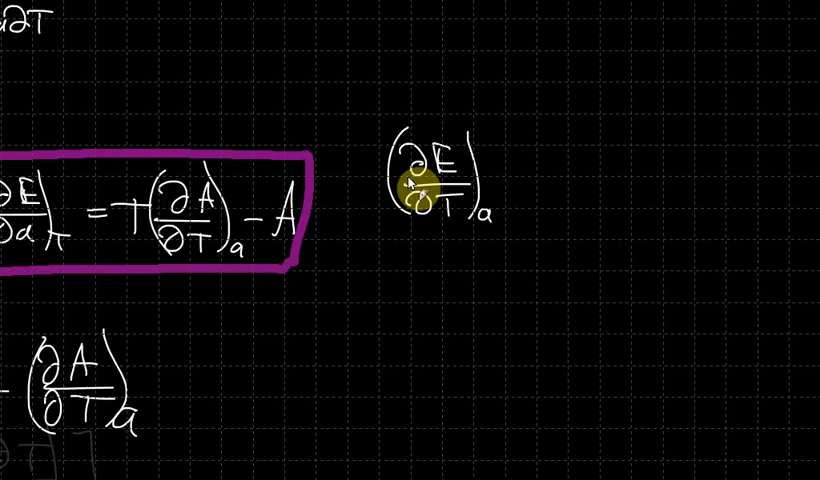 ∂T
(∂E/∂T)_a
∂E/∂a)_T = T(∂A/∂T)_a - A
- (∂A/∂T)_a